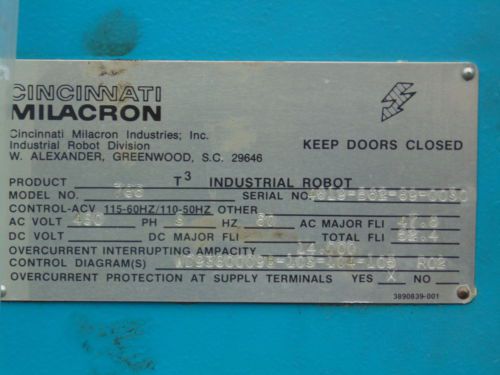 CINCINNATI
MILACRON
Cincinnati Milacron Industries; Inc.
Industrial Robot Division
W. ALEXANDER, GREENWOOD, S.C. 29646
KEEP DOORS CLOSED
PRODUCT T3 INDUSTRIAL ROBOT
MODEL NO. SERIAL NO.
CONTROL-ACV 115-60HZ/110-50HZ OTHER
AC VOLT 460 PH 3 HZ AC MAJOR FLI
DC VOLT DC MAJOR FLI TOTAL FLI
OVERCURRENT INTERRUPTING AMPACITY
CONTROL DIAGRAM(S) R02
OVERCURRENT PROTECTION AT SUPPLY TERMINALS YES X NO
3890839-001